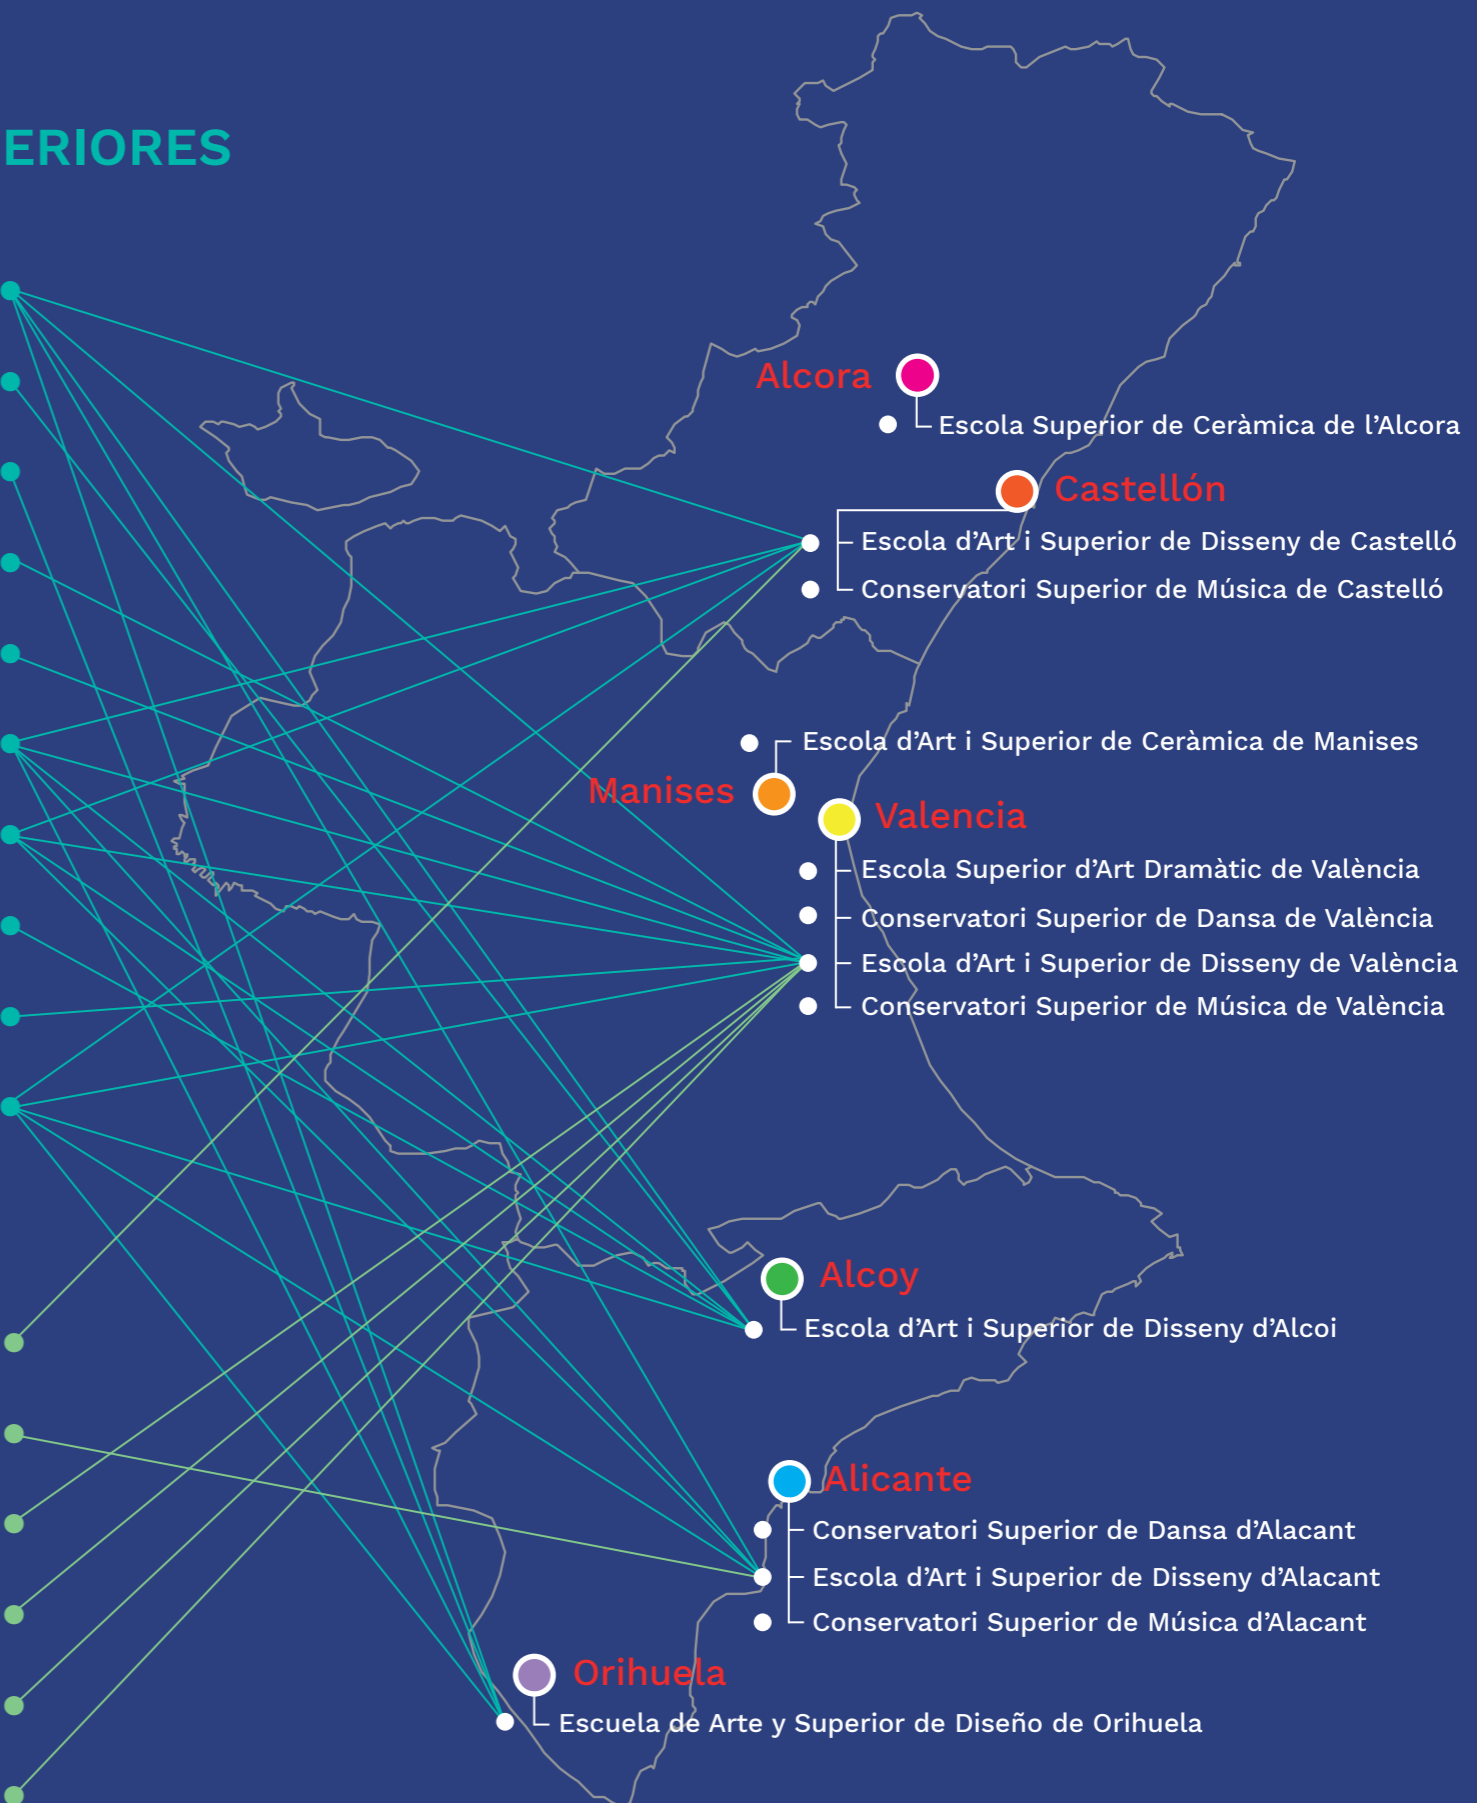 ERIORES
Alcora
Escola Superior de Ceràmica de l’Alcora
Castellón
Escola d’Art i Superior de Disseny de Castelló
Conservatori Superior de Música de Castelló
Escola d’Art i Superior de Ceràmica de Manises
Manises
Valencia
Escola Superior d’Art Dramàtic de València
Conservatori Superior de Dansa de València
Escola d’Art i Superior de Disseny de València
Conservatori Superior de Música de València
Alcoy
Escola d’Art i Superior de Disseny d’Alcoi
Alicante
Conservatori Superior de Dansa d’Alacant
Escola d’Art i Superior de Disseny d’Alacant
Conservatori Superior de Música d’Alacant
Orihuela
Escuela de Arte y Superior de Diseño de Orihuela